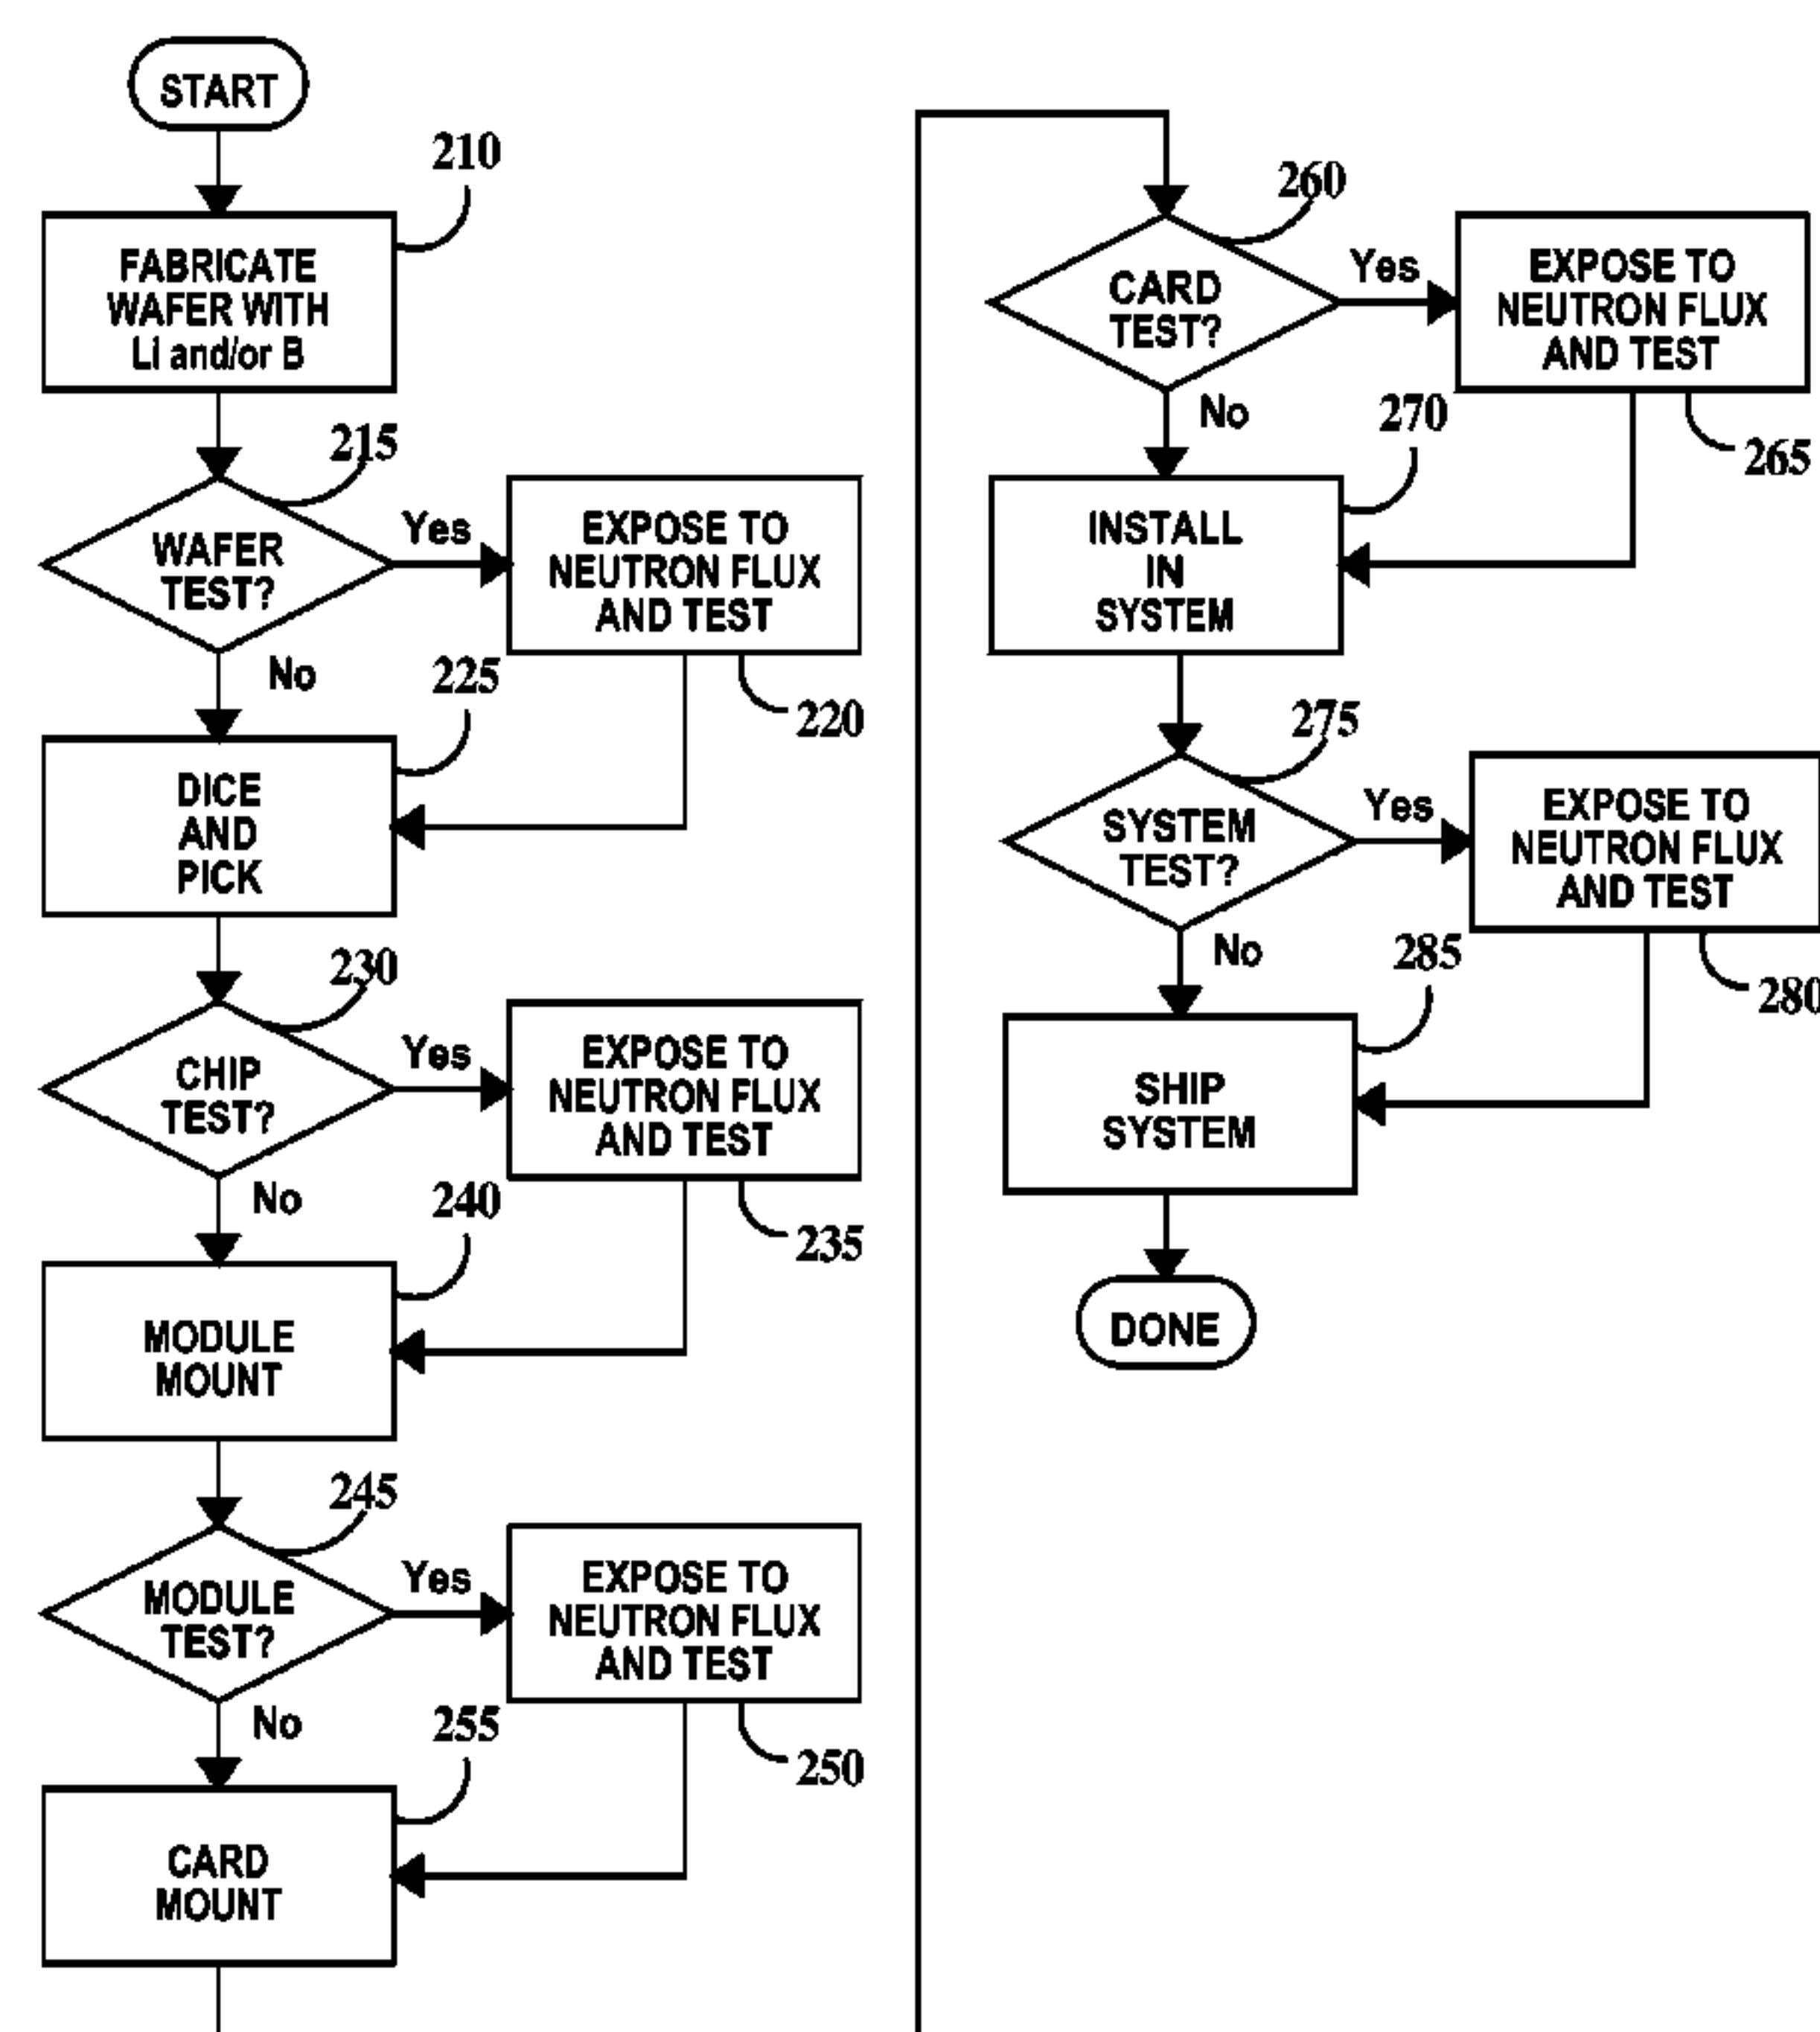 START
210
FABRICATE
WAFER WITH
Li and/or B
215
WAFER
TEST?
Yes
EXPOSE TO
NEUTRON FLUX
AND TEST
220
No
225
DICE
AND
PICK
230
CHIP
TEST?
Yes
EXPOSE TO
NEUTRON FLUX
AND TEST
235
No
240
MODULE
MOUNT
245
MODULE
TEST?
Yes
EXPOSE TO
NEUTRON FLUX
AND TEST
250
No
255
CARD
MOUNT
260
CARD
TEST?
Yes
EXPOSE TO
NEUTRON FLUX
AND TEST
265
No
270
INSTALL
IN
SYSTEM
275
SYSTEM
TEST?
Yes
EXPOSE TO
NEUTRON FLUX
AND TEST
280
No
285
SHIP
SYSTEM
DONE